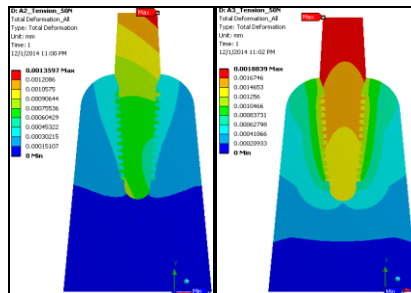 D: A2_Tension_50N
Total Deformation_All
Type: Total Deformation
Unit: mm
Time: 1
12/1/2014 11:00 PM
Max
0.0013597 Max
0.0012086
0.0010575
0.00090644
0.00075536
0.00060429
0.00045322
0.00030215
0.00015107
0 Min
Y
Min
D: A3_Tension_50N
Total Deformation_All
Type: Total Deformation
Unit: mm
Time: 1
12/1/2014 11:02 PM
Max
0.0018839 Max
0.0016746
0.0014653
0.001256
0.0010466
0.00083731
0.00062798
0.00041866
0.00020933
0 Min
Y
Min